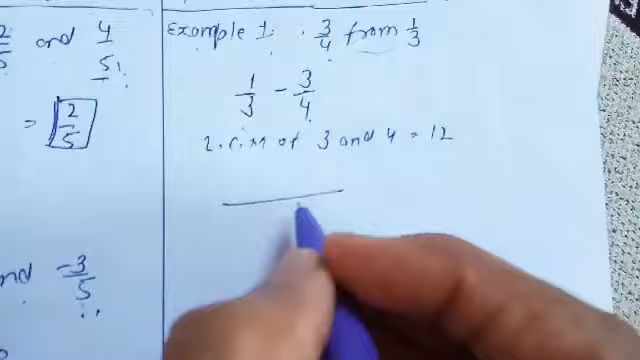 2/5 and 4/5
= 2/5
and -3/5
Example 1. 3/4 from 1/3
1/3 - 3/4
L.C.M of 3 and 4 = 12